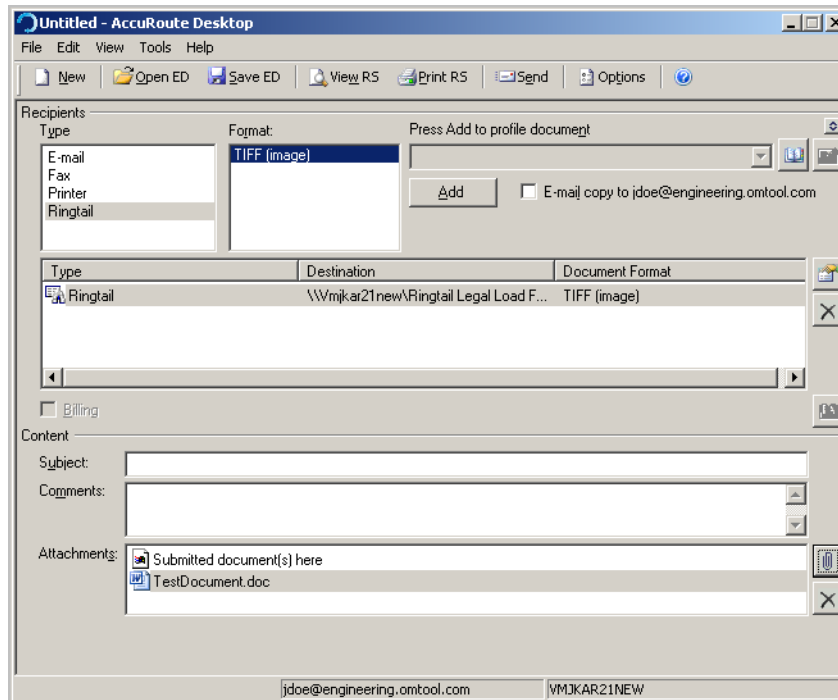 Untitled - AccuRoute Desktop
File Edit View Tools Help
New Open ED Save ED View RS Print RS Send Options
Recipients
Type Format: Press Add to profile document
E-mail
Fax
Printer
Ringtail
TIFF (image)
Add E-mail copy to jdoe@engineering.omtool.com
Type Destination Document Format
Ringtail \\Vmjkar21new\Ringtail Legal Load F... TIFF (image)
Billing
Content
Subject:
Comments:
Attachments: Submitted document(s) here
TestDocument.doc
jdoe@engineering.omtool.com VMJKAR21NEW